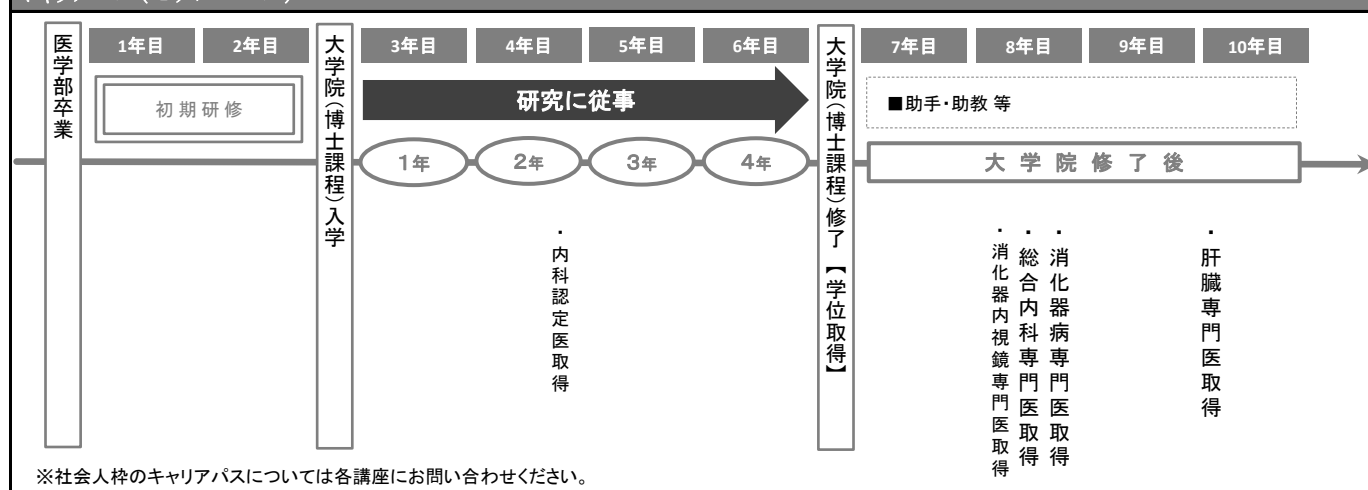 医学部卒業
1年目
2年目
初期研修
大学院(博士課程)入学
3年目
4年目
5年目
6年目
研究に従事
1年
2年
3年
4年
・内科認定医取得
大学院(博士課程)修了 【学位取得】
7年目
8年目
9年目
10年目
■助手・助教 等
大学院修了後
・消化器内視鏡専門医取得
・総合内科専門医取得
・消化器病専門医取得
・肝臓専門医取得
※社会人枠のキャリアパスについては各講座にお問い合わせください。